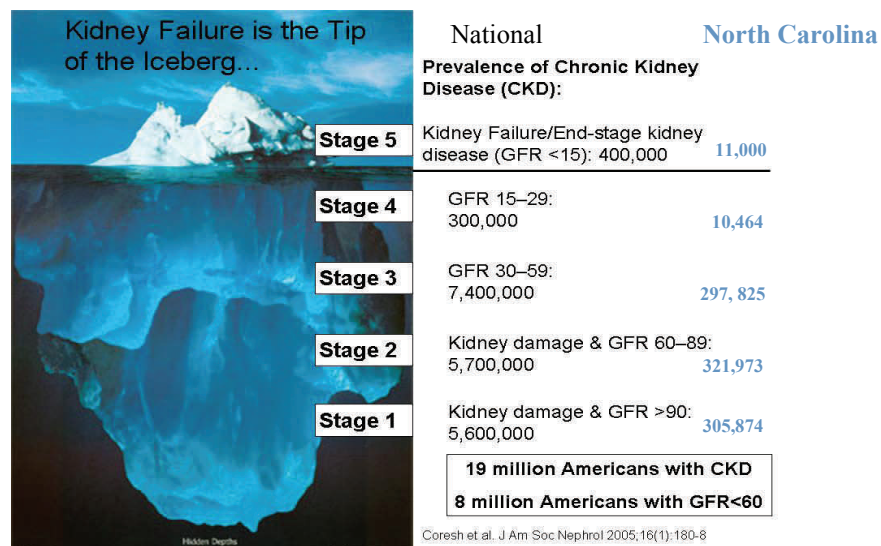 Kidney Failure is the Tip
of the Iceberg...
National
North Carolina
Prevalence of Chronic Kidney
Disease (CKD):
Stage 5
Kidney Failure/End-stage kidney
disease (GFR <15): 400,000
11,000
Stage 4
GFR 15–29:
300,000
10,464
Stage 3
GFR 30–59:
7,400,000
297, 825
Stage 2
Kidney damage & GFR 60–89:
5,700,000
321,973
Stage 1
Kidney damage & GFR >90:
5,600,000
305,874
19 million Americans with CKD
8 million Americans with GFR<60
Coresh et al. J Am Soc Nephrol 2005;16(1):180-8
Hidden Depths